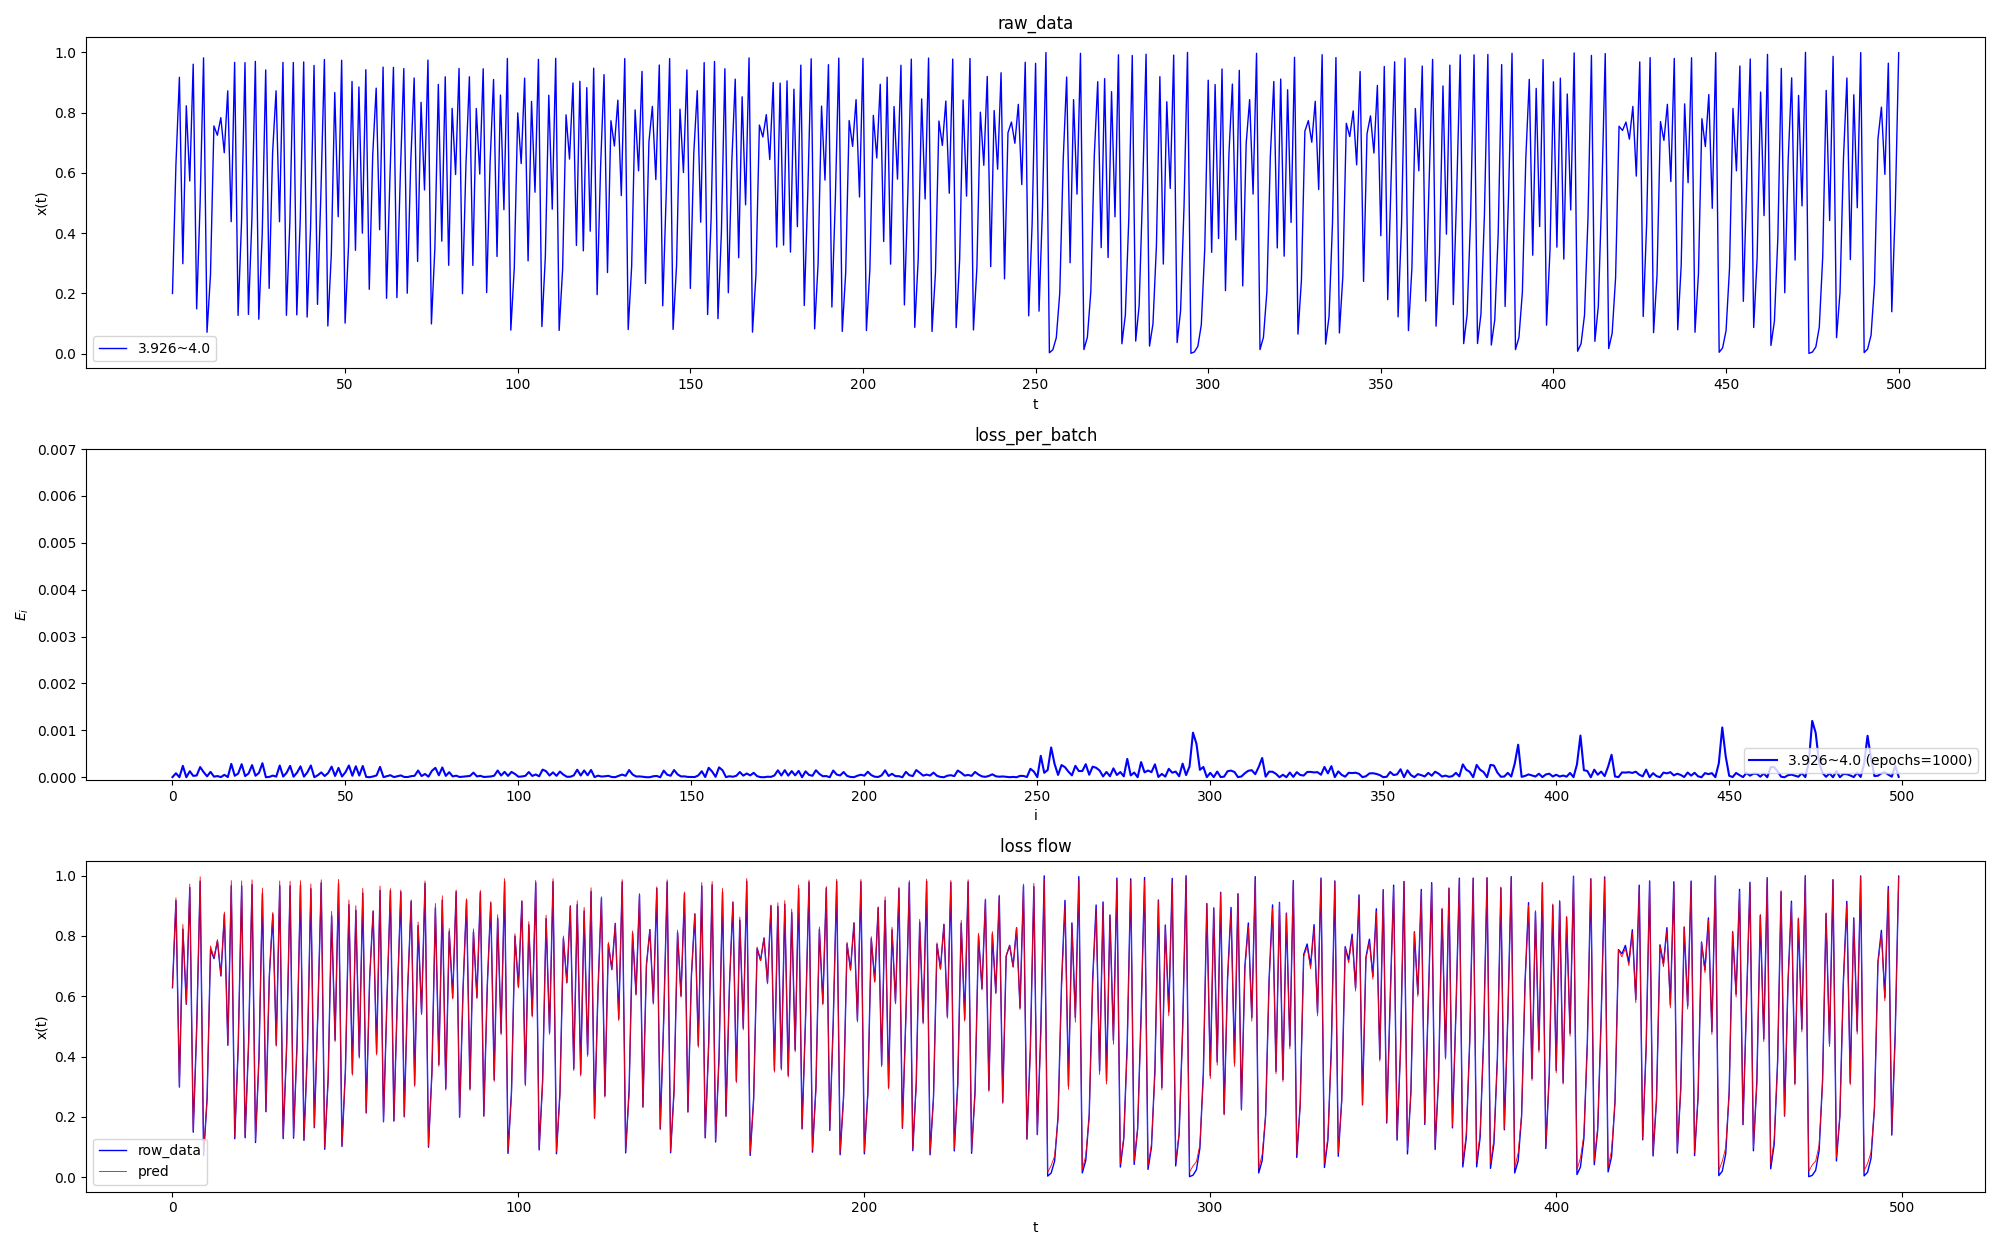 raw_data
1.0
0.8
0.6
0.4
0.2
0.0
x(t)
3.926~4.0
50 100 150 200 250 300 350 400 450 500
t
loss_per_batch
0.007
0.006
0.005
0.004
0.003
0.002
0.001
0.000
E_i
3.926~4.0 (epochs=1000)
0 50 100 150 200 250 300 350 400 450 500
i
loss flow
1.0
0.8
0.6
0.4
0.2
0.0
x(t)
row_data
pred
0 100 200 300 400 500
t